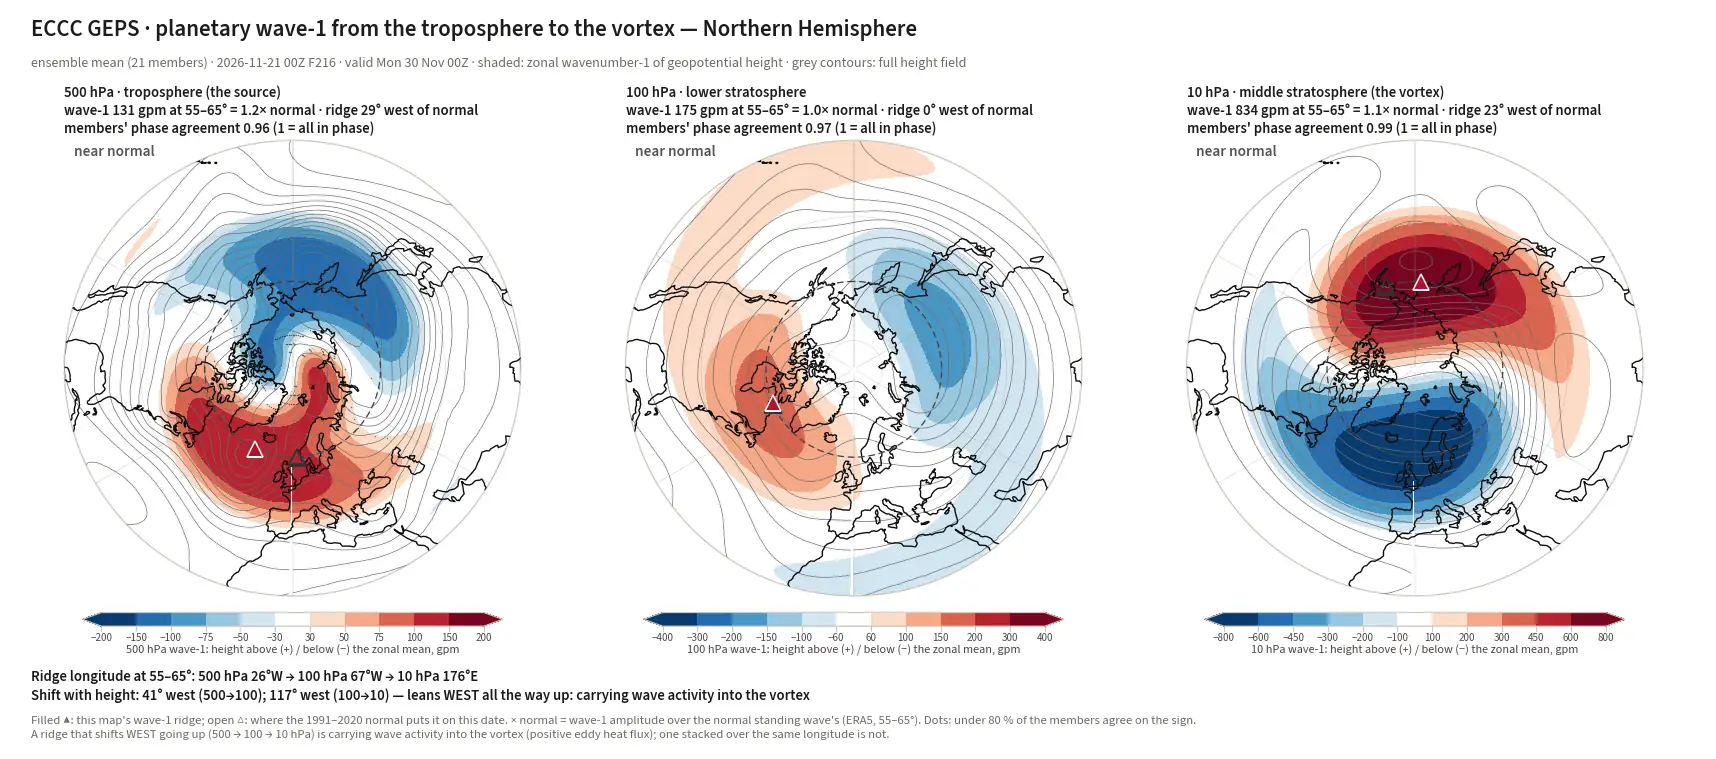 ECCC GEPS · planetary wave-1 from the troposphere to the vortex — Northern Hemisphere
ensemble mean (21 members) · 2026-11-21 00Z F216 · valid Mon 30 Nov 00Z · shaded: zonal wavenumber-1 of geopotential height · grey contours: full height field
500 hPa · troposphere (the source)
wave-1 131 gpm at 55–65° = 1.2× normal · ridge 29° west of normal
members' phase agreement 0.96 (1 = all in phase)
near normal
100 hPa · lower stratosphere
wave-1 175 gpm at 55–65° = 1.0× normal · ridge 0° west of normal
members' phase agreement 0.97 (1 = all in phase)
near normal
10 hPa · middle stratosphere (the vortex)
wave-1 834 gpm at 55–65° = 1.1× normal · ridge 23° west of normal
members' phase agreement 0.99 (1 = all in phase)
near normal
−200 −150 −100 −75 −50 −30 30 50 75 100 150 200
500 hPa wave-1: height above (+) / below (−) the zonal mean, gpm
−400 −300 −200 −150 −100 −60 60 100 150 200 300 400
100 hPa wave-1: height above (+) / below (−) the zonal mean, gpm
−800 −600 −450 −300 −200 −100 100 200 300 450 600 800
10 hPa wave-1: height above (+) / below (−) the zonal mean, gpm
Ridge longitude at 55–65°: 500 hPa 26°W → 100 hPa 67°W → 10 hPa 176°E
Shift with height: 41° west (500→100); 117° west (100→10) — leans WEST all the way up: carrying wave activity into the vortex
Filled ▲: this map's wave-1 ridge; open △: where the 1991–2020 normal puts it on this date. × normal = wave-1 amplitude over the normal standing wave's (ERA5, 55–65°). Dots: under 80 % of the members agree on the sign.
A ridge that shifts WEST going up (500 → 100 → 10 hPa) is carrying wave activity into the vortex (positive eddy heat flux); one stacked over the same longitude is not.